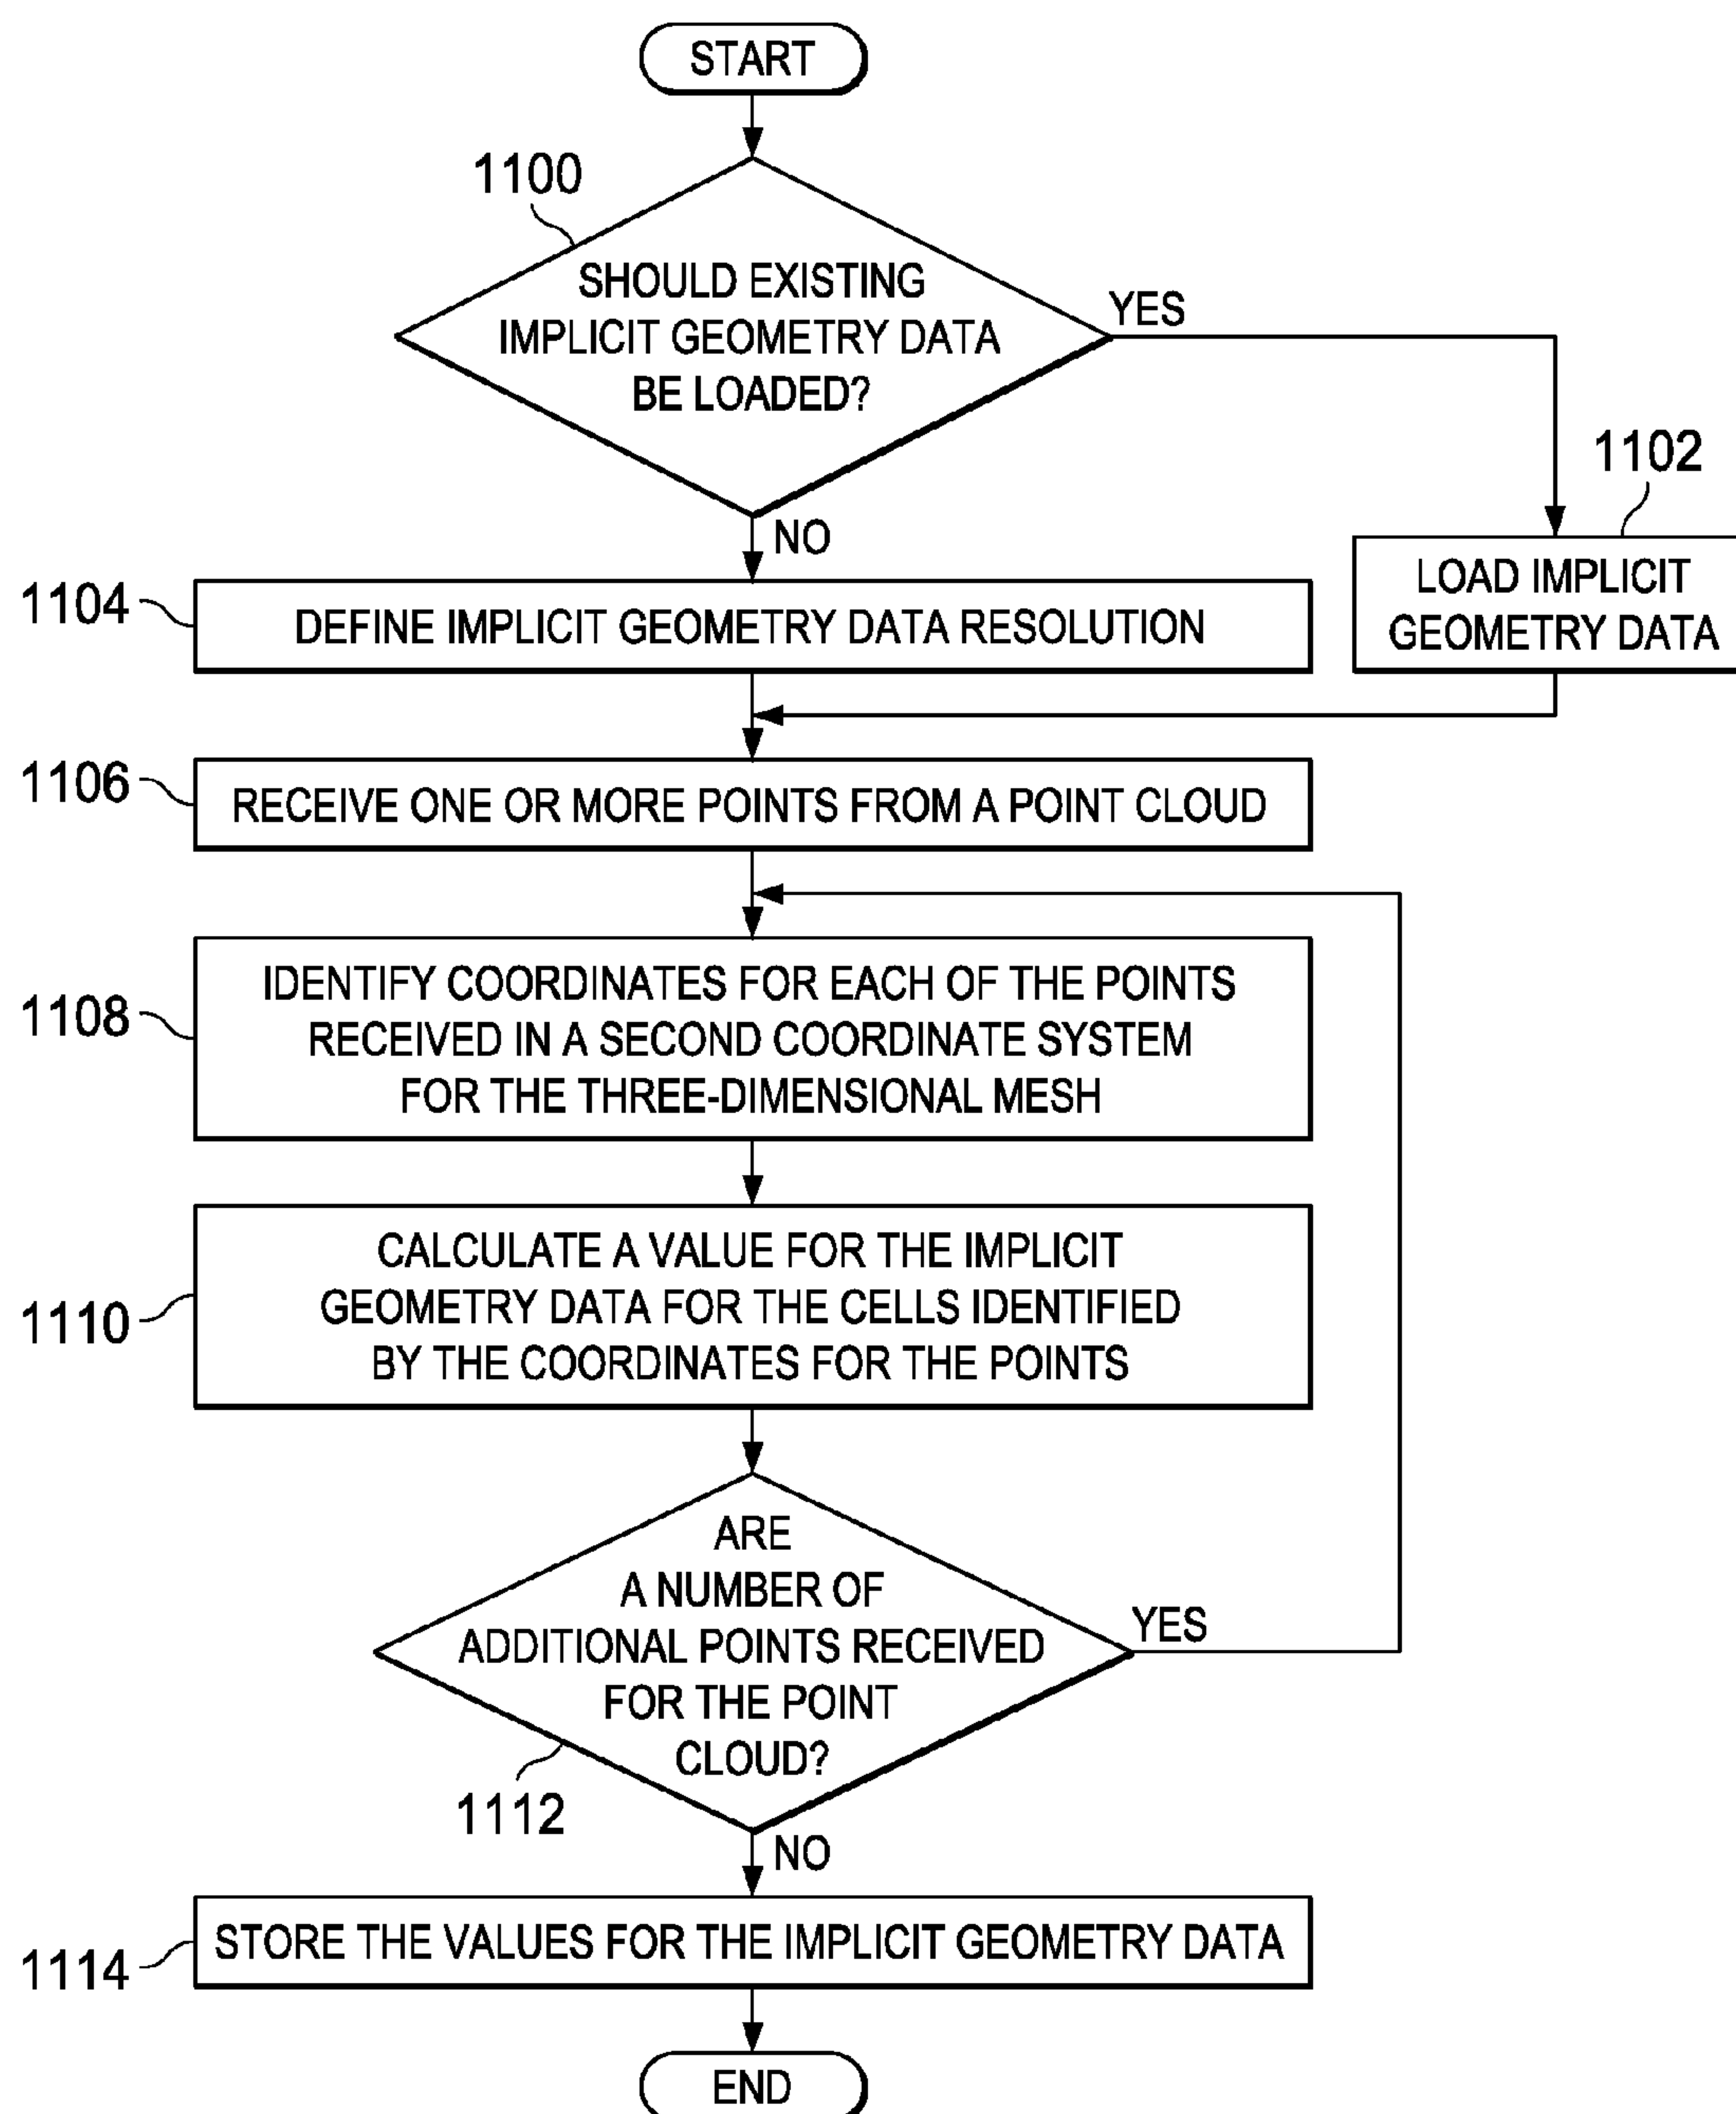 START
1100
SHOULD EXISTING
IMPLICIT GEOMETRY DATA
BE LOADED?
YES
1102
LOAD IMPLICIT
GEOMETRY DATA
NO
1104
DEFINE IMPLICIT GEOMETRY DATA RESOLUTION
1106
RECEIVE ONE OR MORE POINTS FROM A POINT CLOUD
1108
IDENTIFY COORDINATES FOR EACH OF THE POINTS
RECEIVED IN A SECOND COORDINATE SYSTEM
FOR THE THREE-DIMENSIONAL MESH
1110
CALCULATE A VALUE FOR THE IMPLICIT
GEOMETRY DATA FOR THE CELLS IDENTIFIED
BY THE COORDINATES FOR THE POINTS
ARE
A NUMBER OF
ADDITIONAL POINTS RECEIVED
FOR THE POINT
CLOUD?
YES
1112
NO
1114
STORE THE VALUES FOR THE IMPLICIT GEOMETRY DATA
END